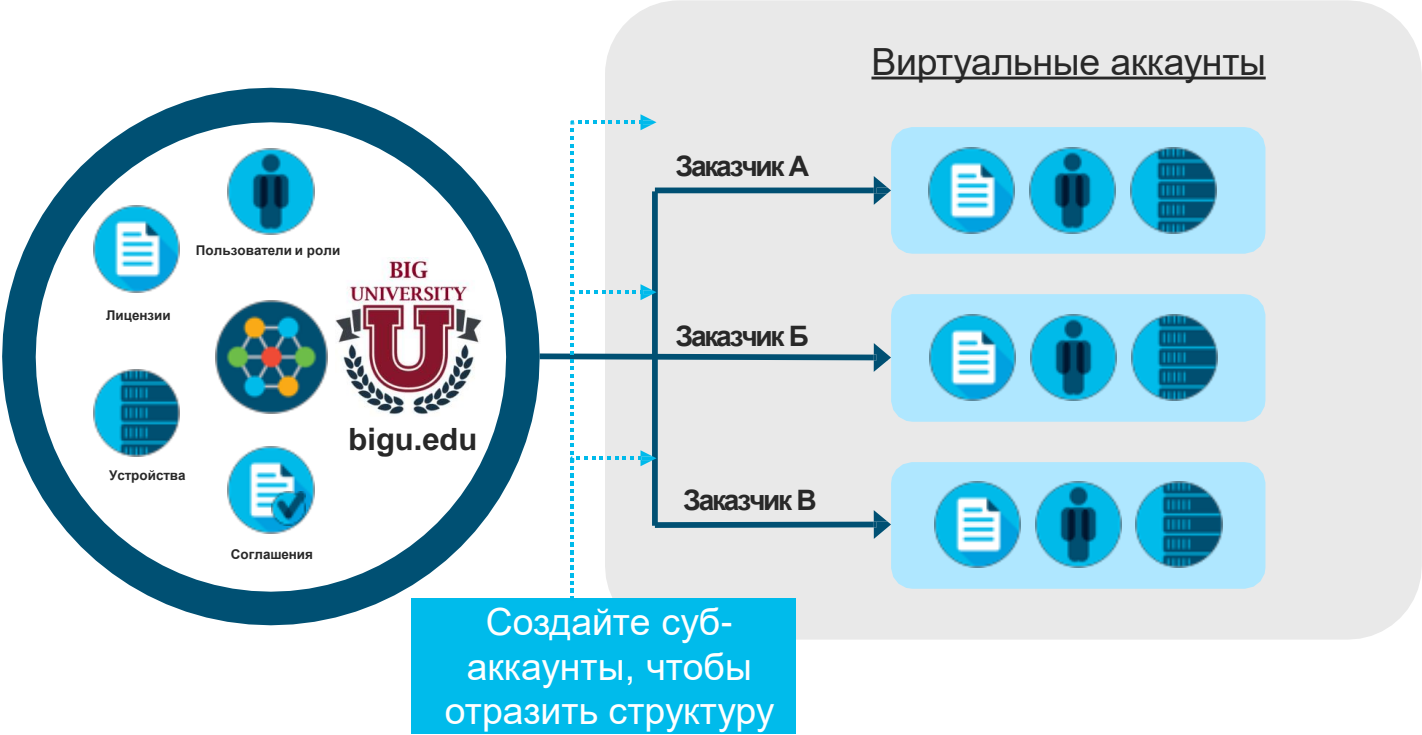 Виртуальные аккаунты
Заказчик А
Пользователи и роли
BIG
UNIVERSITY
U
Лицензии
Заказчик Б
bigu.edu
Устройства
Заказчик В
Соглашения
Создайте суб-
аккаунты, чтобы
отразить структуру